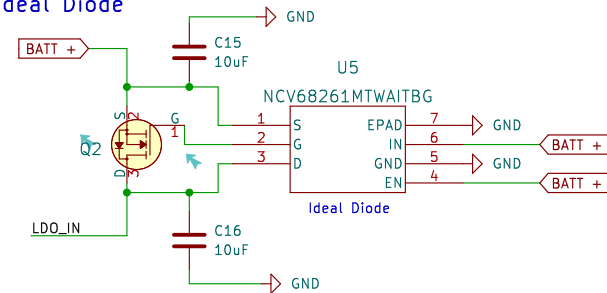 deal Diode
GND
BATT +
C15
10uF
U5
NCV68261MTWAITBG
S
2
G
1
Q2
D
3
1
S
EPAD
7
GND
2
G
IN
6
BATT +
3
D
GND
5
GND
EN
4
BATT +
Ideal Diode
LDO_IN
C16
10uF
GND